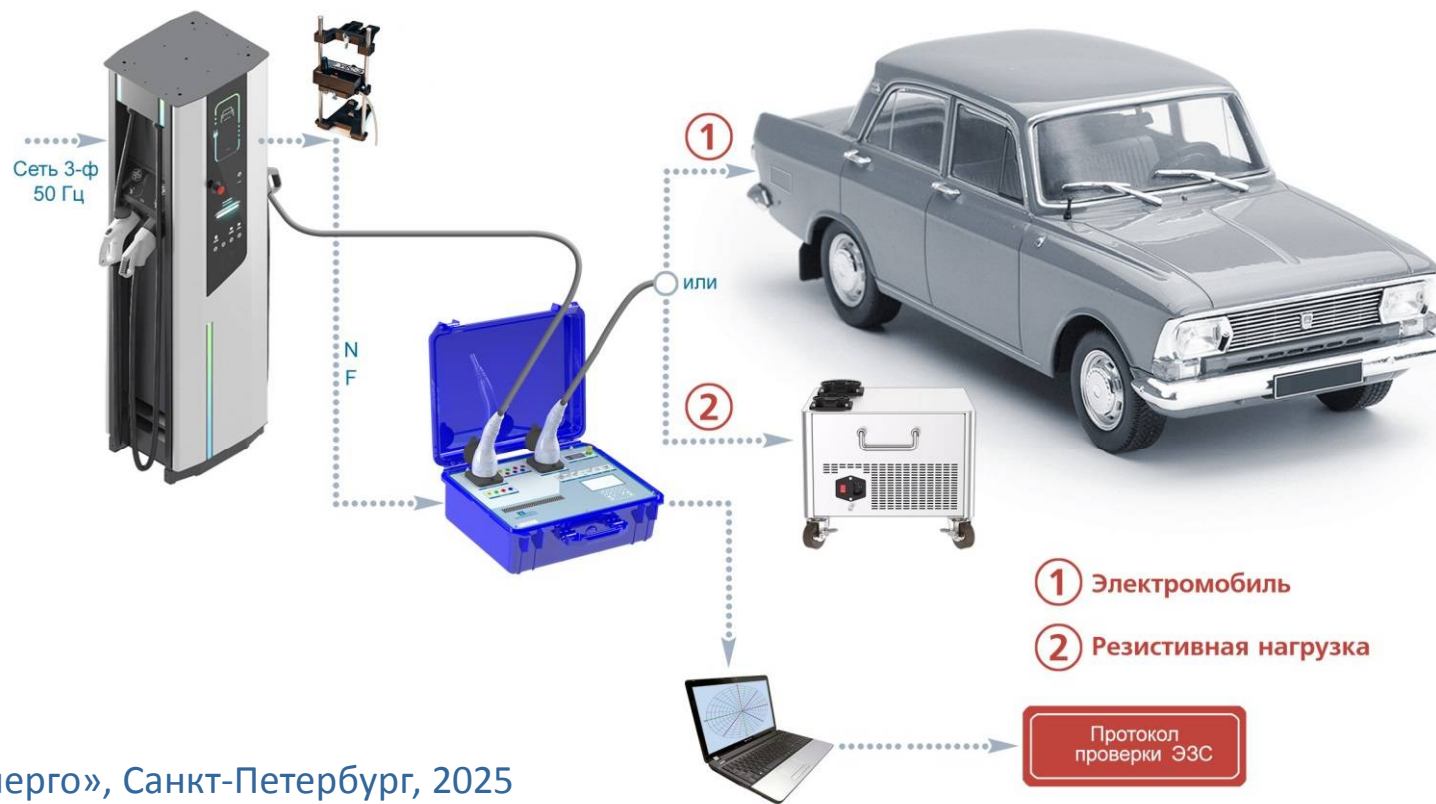 Сеть 3-ф
50 Гц
N
F
1
или
2
1 Электромобиль
2 Резистивная нагрузка
Протокол
проверки ЭЗС
нерго», Санкт-Петербург, 2025